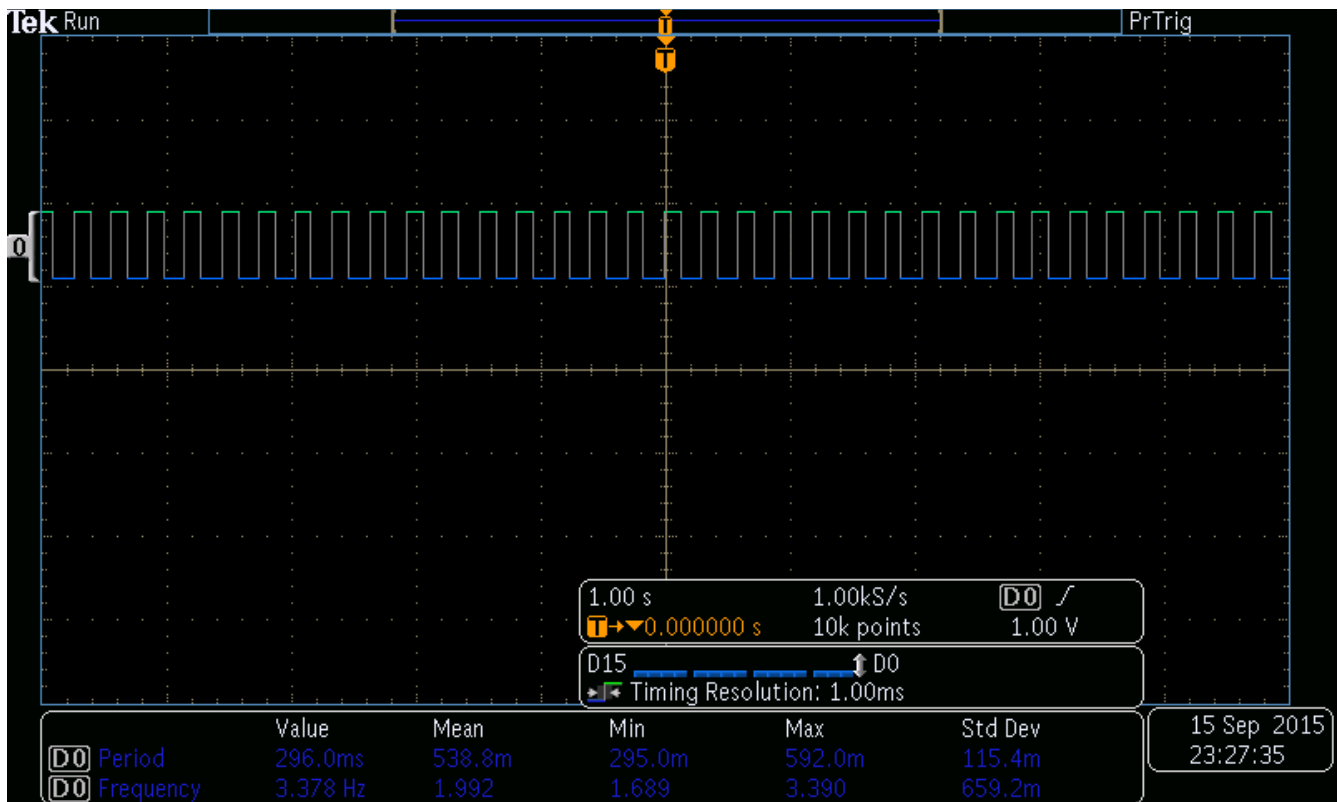 Tek Run PrTrig
T
T
0
1.00 s 1.00kS/s D0
T→▼0.000000 s 10k points 1.00 V
D15 D0
Timing Resolution: 1.00ms
Value Mean Min Max Std Dev
D0 Period 296.0ms 538.8m 295.0m 592.0m 115.4m
D0 Frequency 3.378 Hz 1.992 1.689 3.390 659.2m
15 Sep 2015
23:27:35